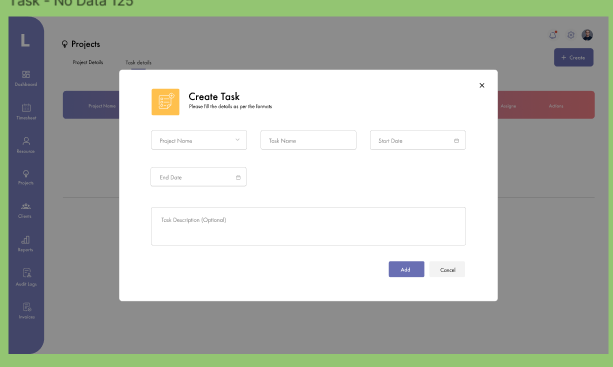 Task - No Data 125
L
Projects
Project Details
Task details
+ Create
Dashboard
Timesheet
Resources
Projects
Clients
Reports
Audit Logs
Invoices
Project Name
Assigne
Actions
Create Task
Please fill the details as per the formats
Project Name
Task Name
Start Date
End Date
Task Description (Optional)
Add
Cancel